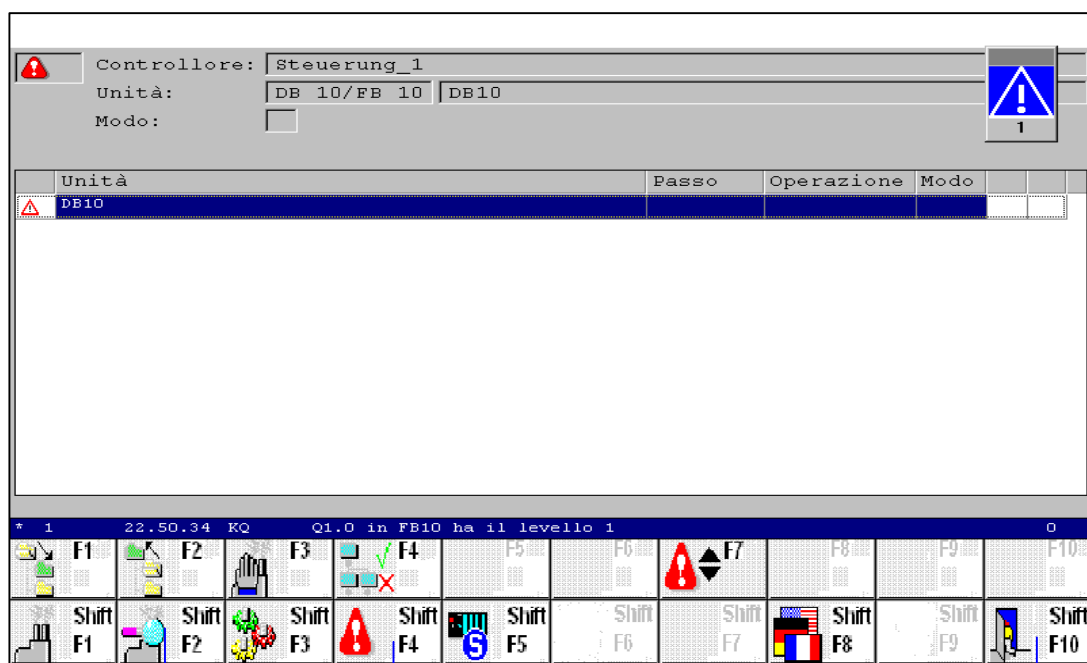 Controllore: Steuerung_1
Unità: DB 10/FB 10 DB10
Modo:
1
Unità Passo Operazione Modo
DB10
* 1 22.50.34 KQ Q1.0 in FB10 ha il levello 1 0
F1 F2 F3 F4 F5 F6 F7 F8 F9 F10
Shift Shift Shift Shift Shift Shift Shift Shift Shift Shift
F1 F2 F3 F4 S F5 F6 F7 F8 F9 F10